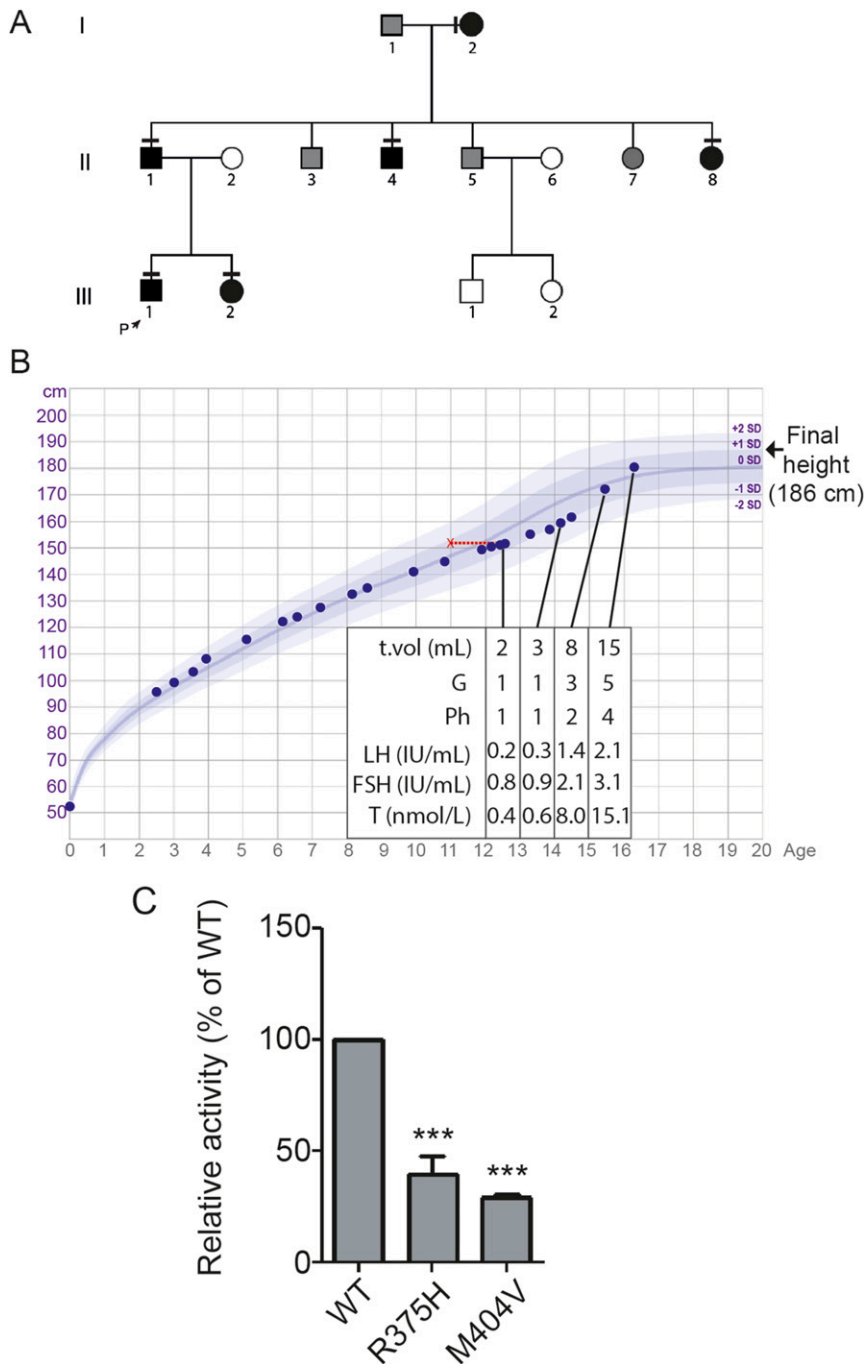 A
I
1
2
II
1
2
3
4
5
6
7
8
III
1
2
1
2
P
B
cm
200
190
180
170
160
150
140
130
120
110
100
90
80
70
60
50
+2 SD
+1 SD
0 SD
-1 SD
-2 SD
Final
height
(186 cm)
x
t.vol (mL) 2 3 8 15
G 1 1 3 5
Ph 1 1 2 4
LH (IU/mL) 0.2 0.3 1.4 2.1
FSH (IU/mL) 0.8 0.9 2.1 3.1
T (nmol/L) 0.4 0.6 8.0 15.1
0 1 2 3 4 5 6 7 8 9 10 11 12 13 14 15 16 17 18 19 20 Age
C
Relative activity (% of WT)
150
100
50
0
***
***
WT
R375H
M404V